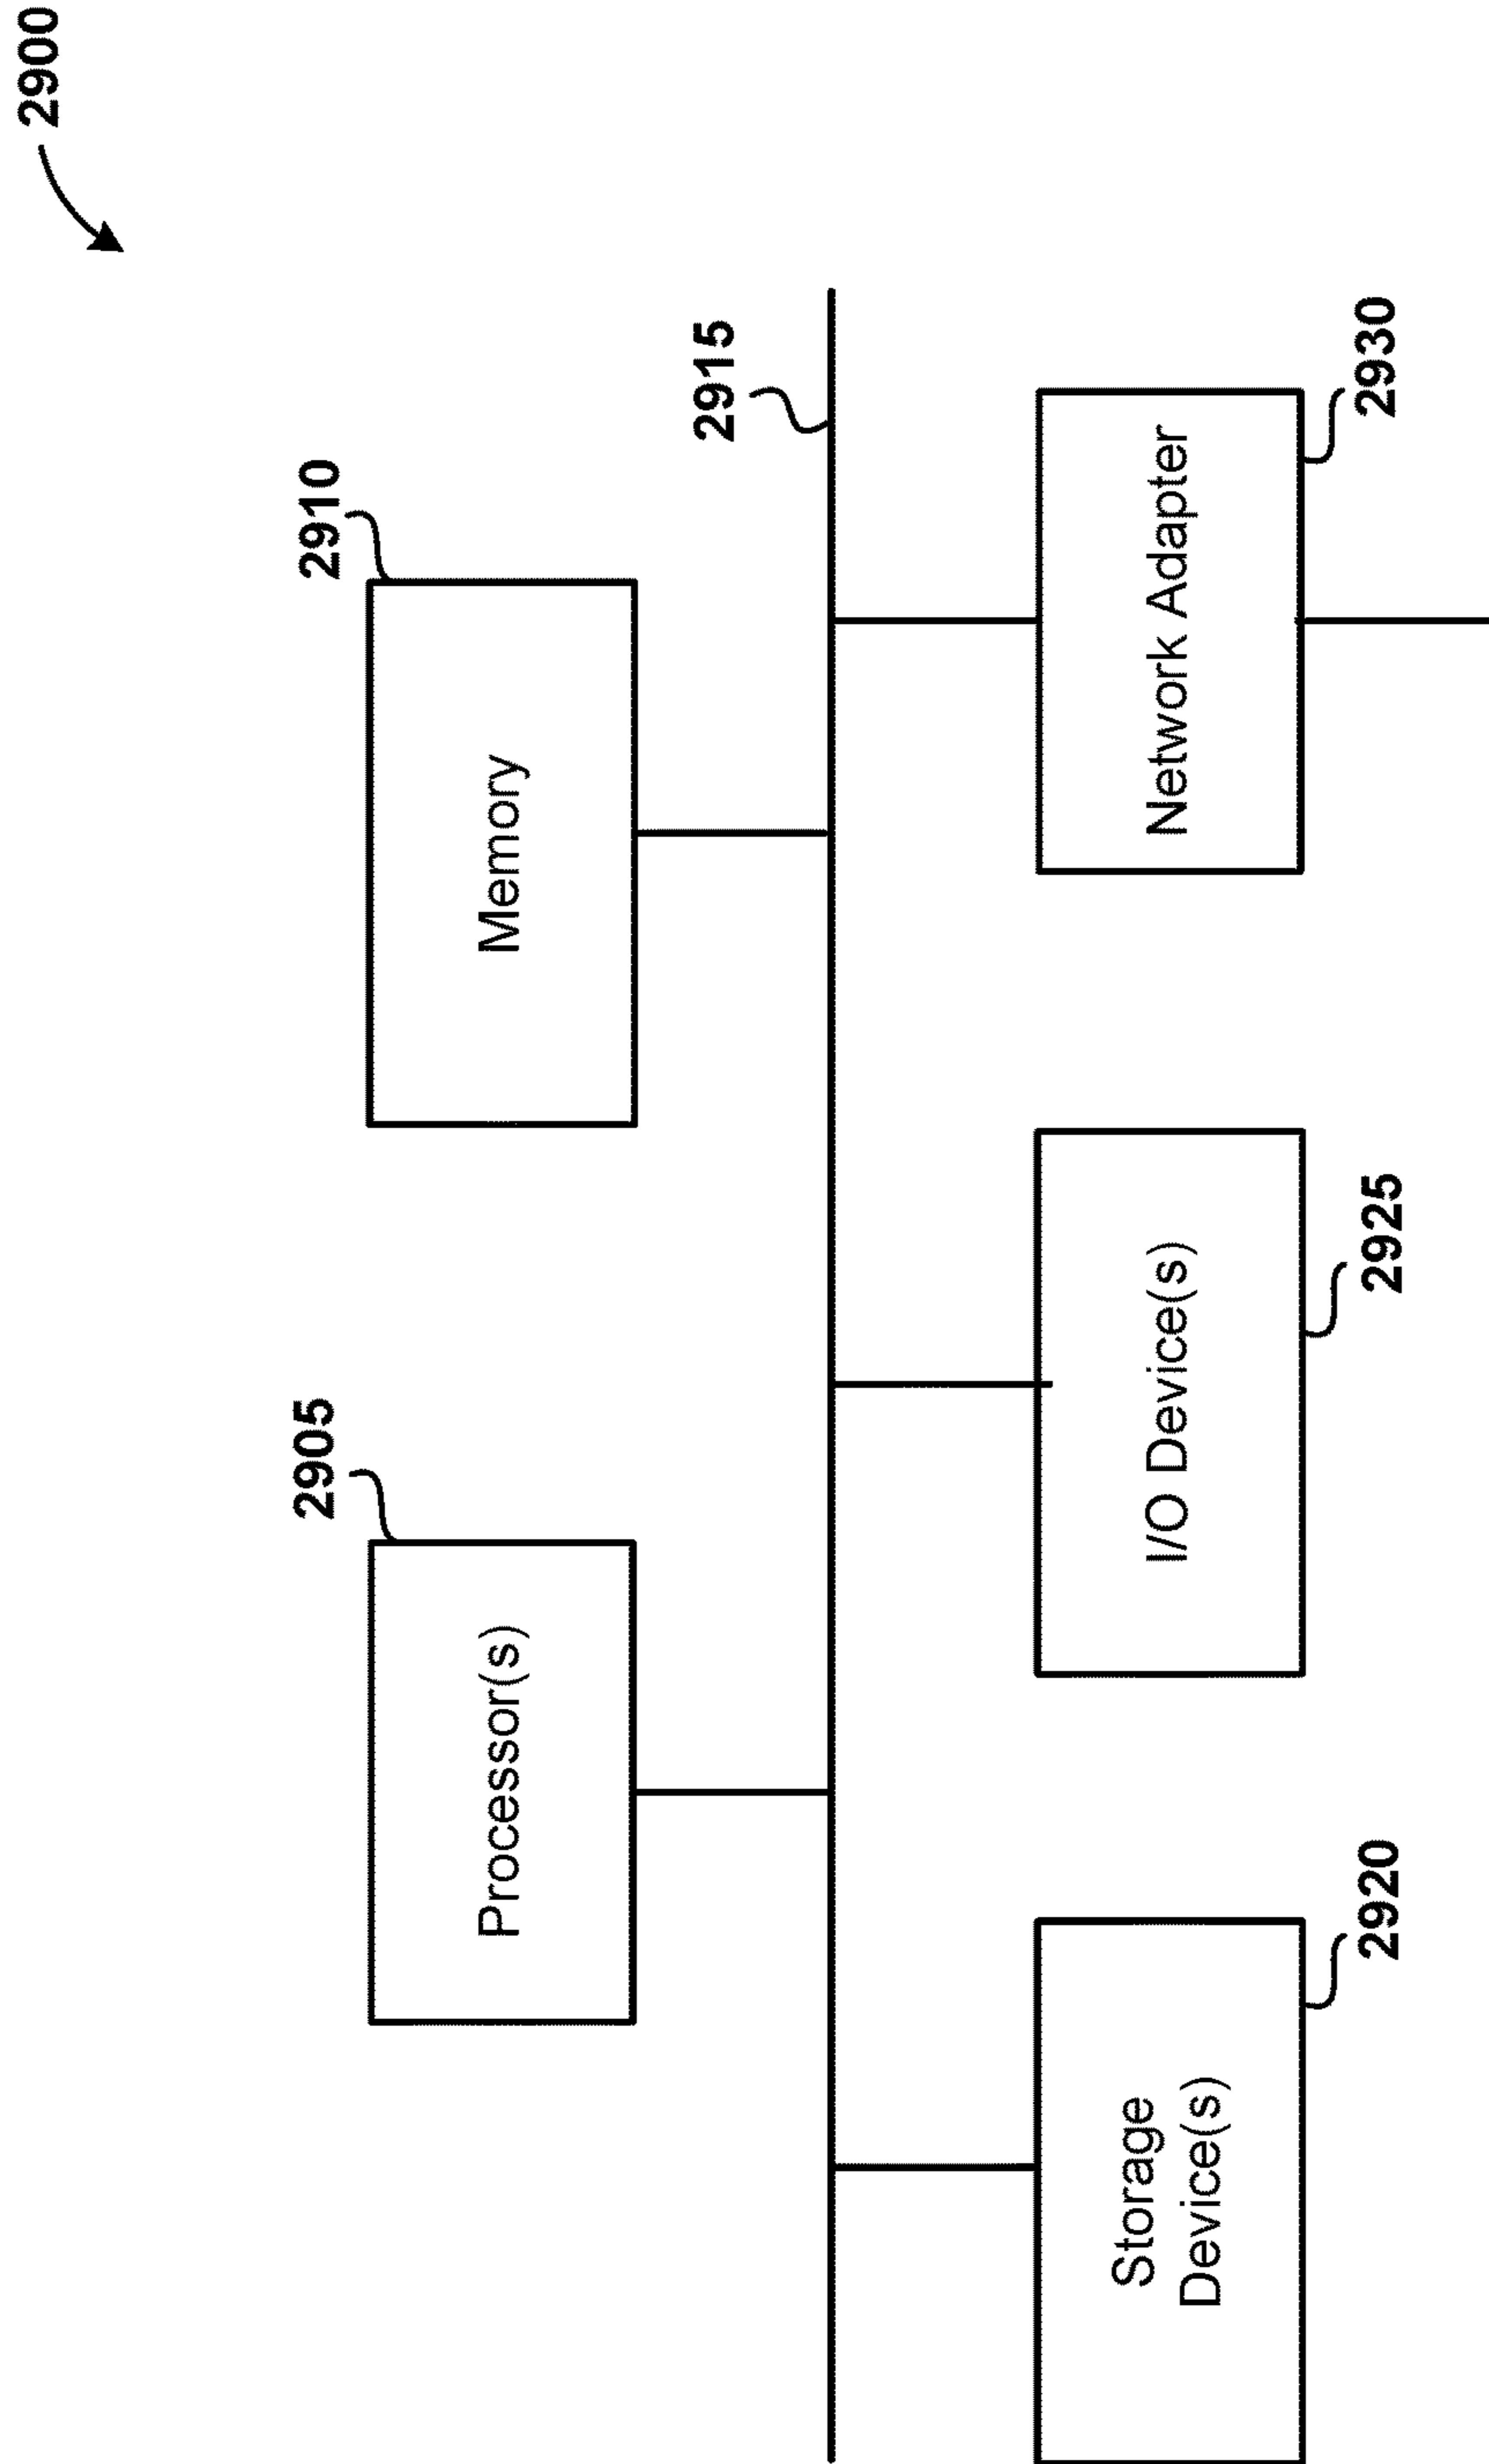 2900
2905
2910
Processor(s)
Memory
2915
Storage
Device(s)
I/O Device(s)
Network Adapter
2920
2925
2930